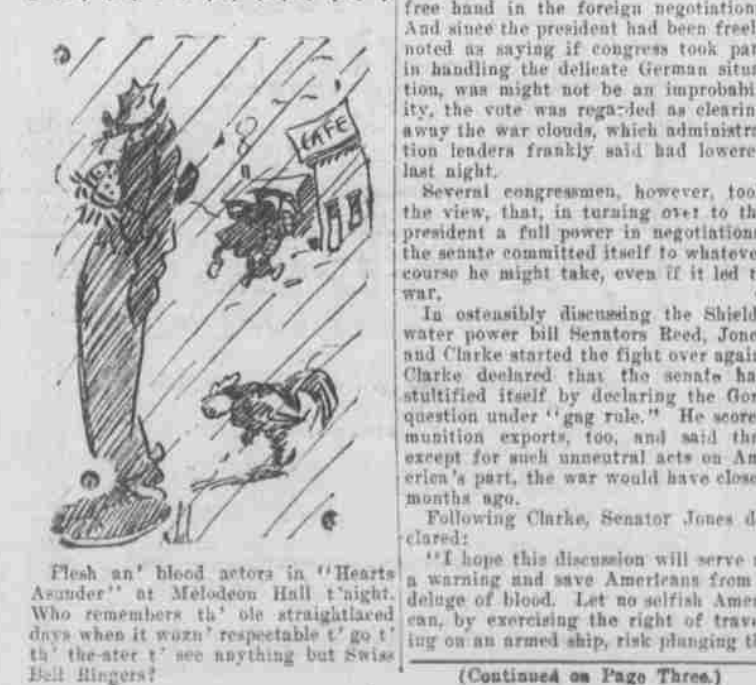 CAFE
Flesh an' blood actors in "Hearts
Asunder" at Melodeon Hall t'night.
Who remembers th' ole straightlaced
days when it wuzn' respectable t' go t'
th' the-ater t' see anything but Swiss
Bell Ringers?
free hand in the foreign negotiation
And since the president had been freel
noted as saying if congress took par
in handling the delicate German situa
tion, was might not be an improbabi
ity, the vote was regarded as clearin
away the war clouds, which administra
tion leaders frankly said had lowere
last night.
Several congressmen, however, too
the view, that, in turning over to th
president a full power in negotiation
the senate committed itself to whateve
course he might take, even if it led t
war.
In ostensibly discussing the Shield
water power bill Senators Reed, Jone
and Clarke started the fight over again
Clarke declared that the senate ha
stultified itself by declaring the Gor
question under "gag rule." He score
munition exports, too, and said tha
except for such unneutral acts on Am
erica's part, the war would have close
months ago.
Following Clarke, Senator Jones d
clared:
"I hope this discussion will serve a
a warning and save Americans from
deluge of blood. Let no selfish Amer
can, by exercising the right of trave
ing on an armed ship, risk plunging th
(Continued on Page Three.)